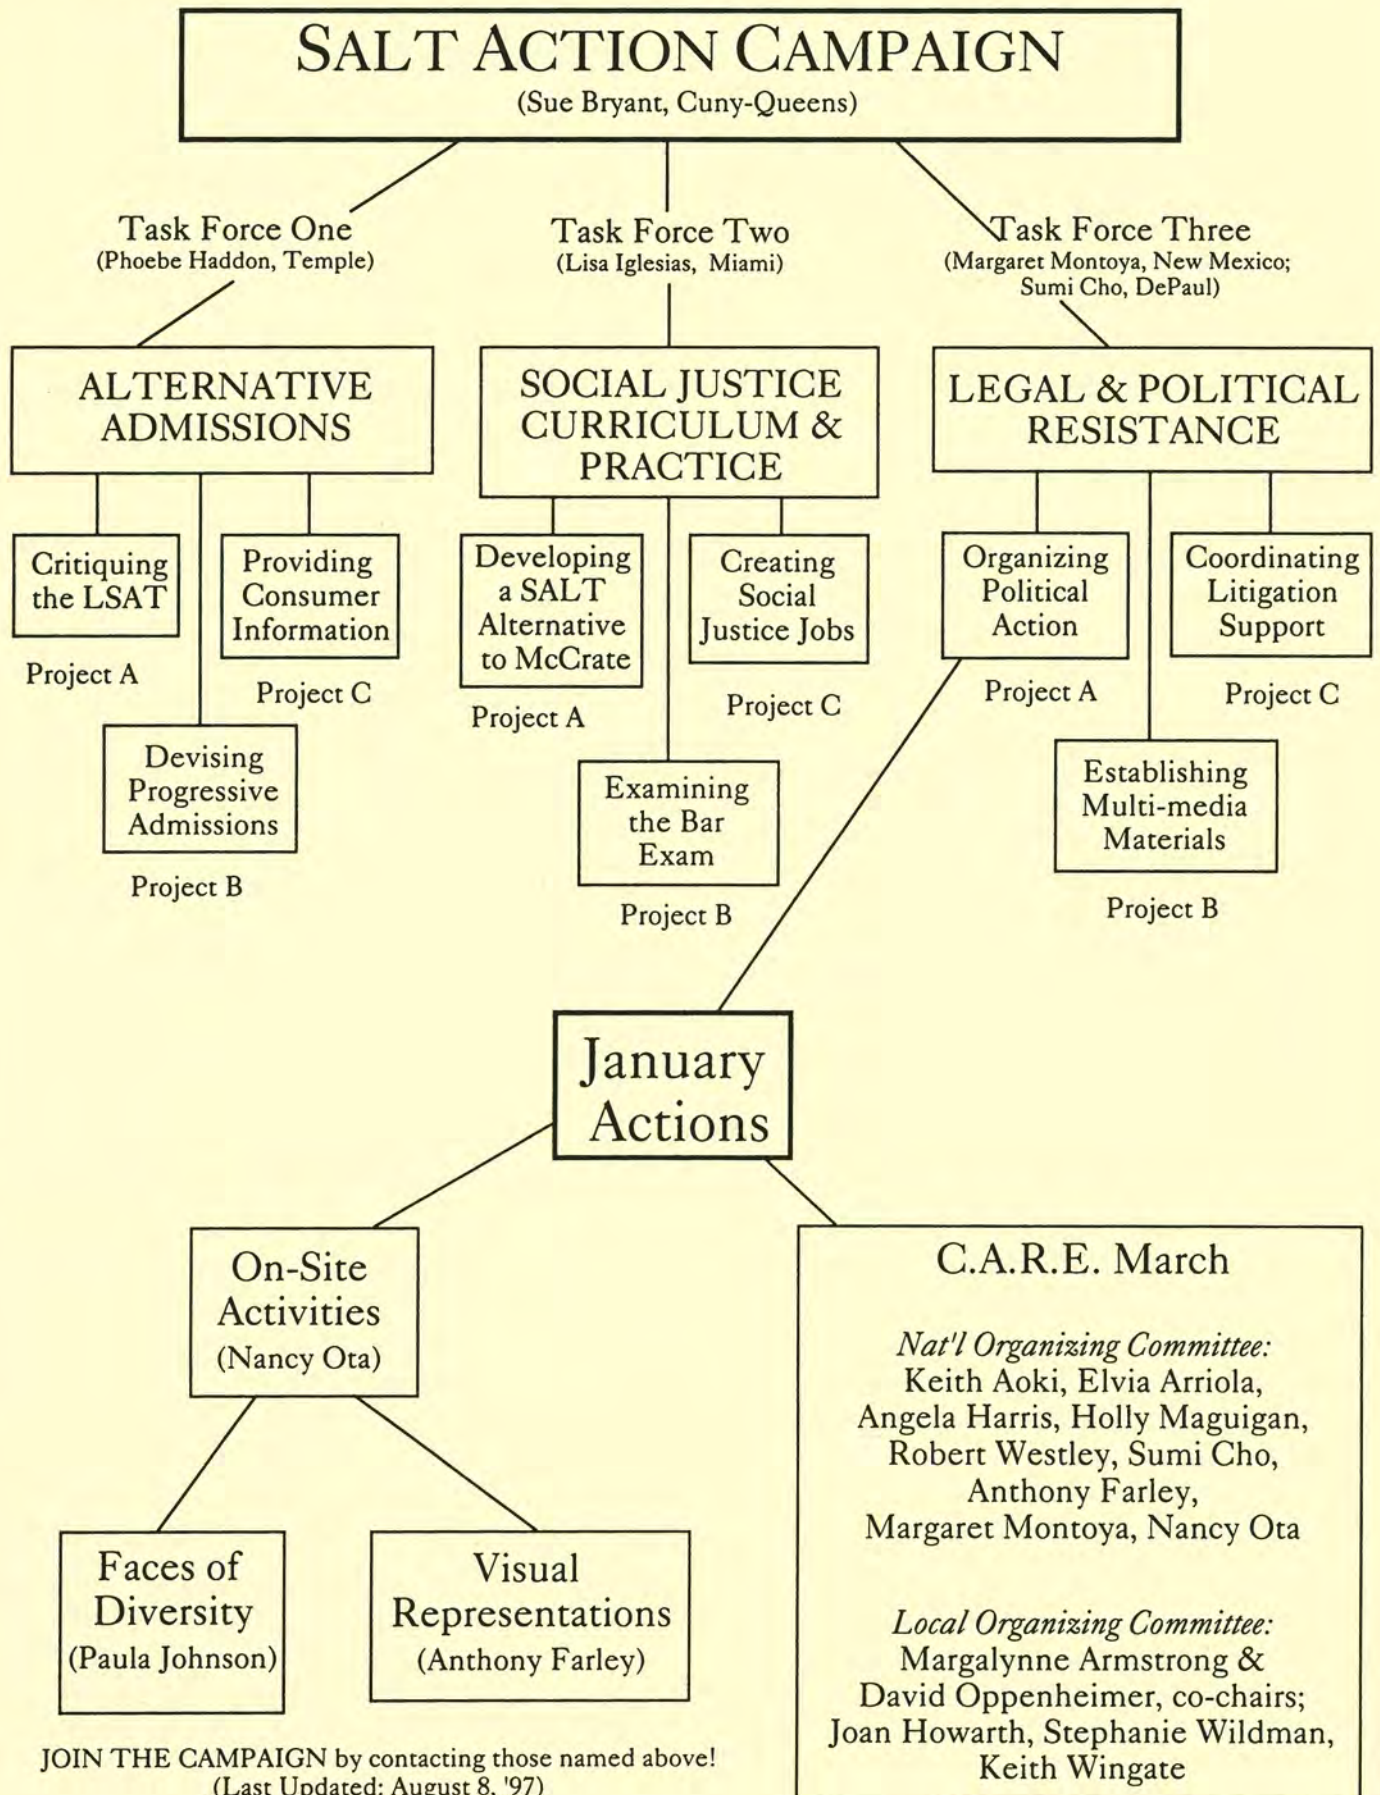 SALT ACTION CAMPAIGN
(Sue Bryant, Cuny-Queens)
Task Force One
(Phoebe Haddon, Temple)
Task Force Two
(Lisa Iglesias, Miami)
Task Force Three
(Margaret Montoya, New Mexico;
Sumi Cho, DePaul)
ALTERNATIVE
ADMISSIONS
SOCIAL JUSTICE
CURRICULUM &
PRACTICE
LEGAL & POLITICAL
RESISTANCE
Critiquing
the LSAT
Project A
Providing
Consumer
Information
Project C
Devising
Progressive
Admissions
Project B
Developing
a SALT
Alternative
to McCrate
Project A
Creating
Social
Justice Jobs
Project C
Examining
the Bar
Exam
Project B
Organizing
Political
Action
Project A
Coordinating
Litigation
Support
Project C
Establishing
Multi-media
Materials
Project B
January
Actions
On-Site
Activities
(Nancy Ota)
Faces of
Diversity
(Paula Johnson)
Visual
Representations
(Anthony Farley)
C.A.R.E. March
Nat'l Organizing Committee:
Keith Aoki, Elvia Arriola,
Angela Harris, Holly Maguigan,
Robert Westley, Sumi Cho,
Anthony Farley,
Margaret Montoya, Nancy Ota
Local Organizing Committee:
Margalynne Armstrong &
David Oppenheimer, co-chairs;
Joan Howarth, Stephanie Wildman,
Keith Wingate
JOIN THE CAMPAIGN by contacting those named above!
(Last Updated: August 8, '97)